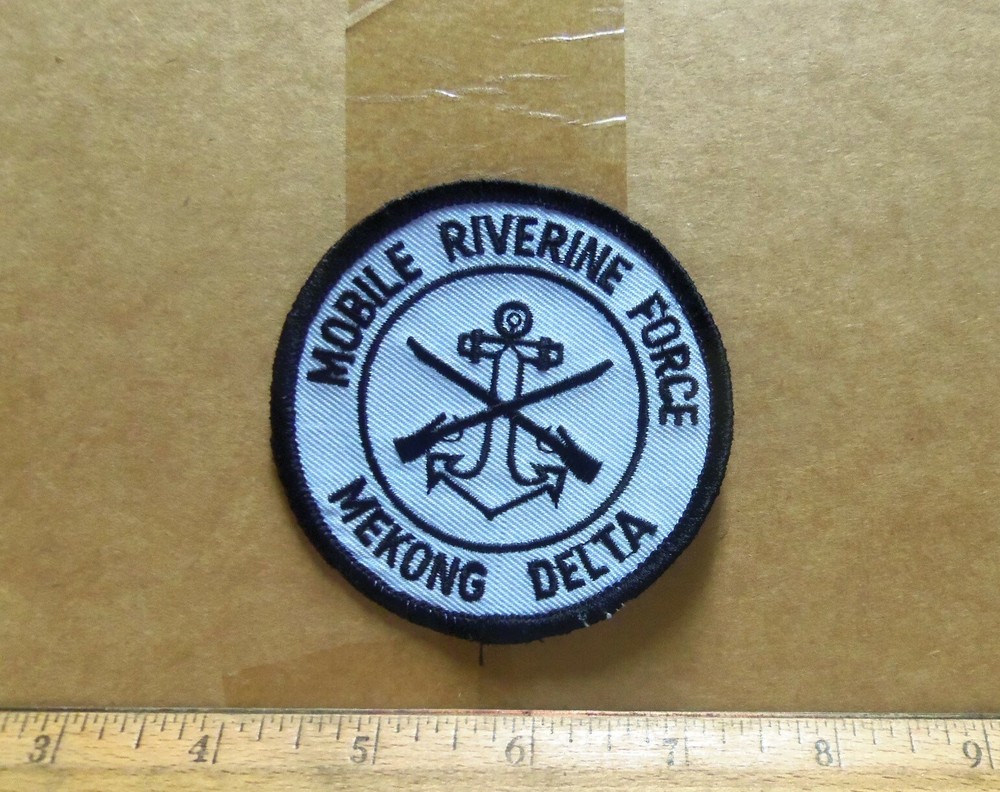 MOBILE RIVERINE FORCE
MEKONG DELTA
3 4 5 6 7 8 9